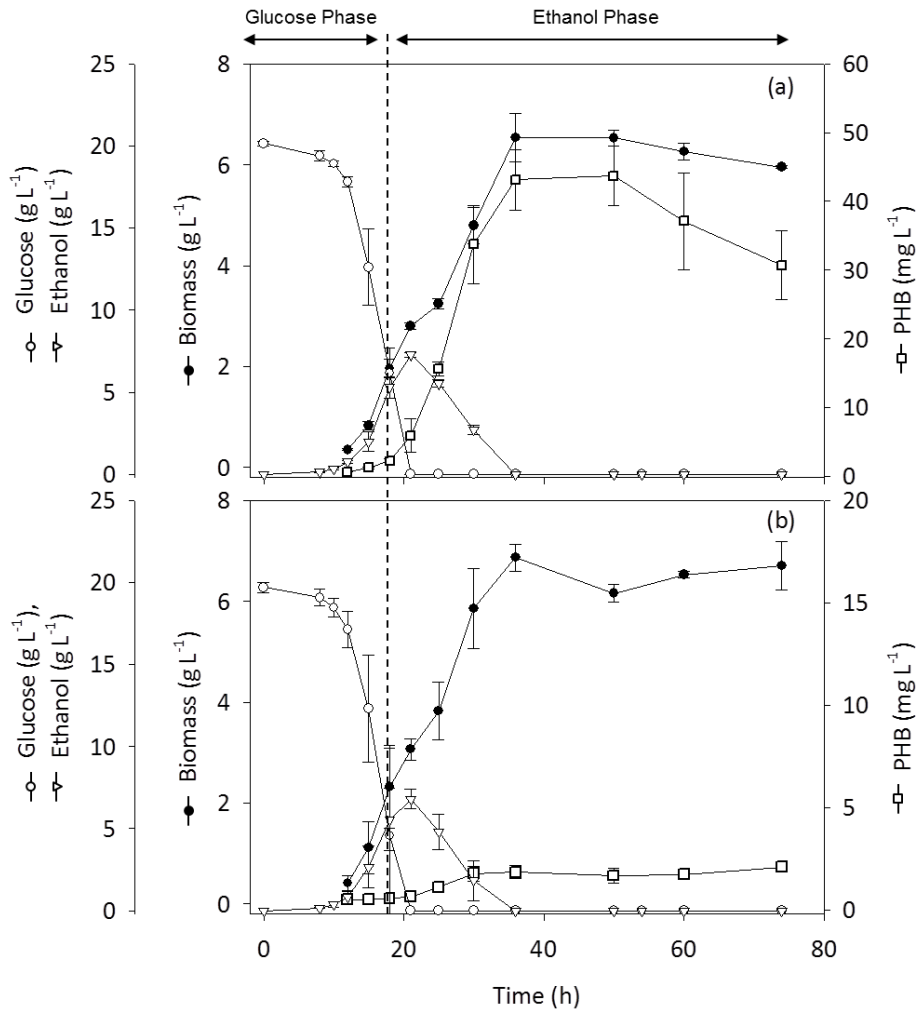 Glucose Phase Ethanol Phase
25 8 60
(a)
20 50
6
40
15
4 30
10
20
2
5
10
0 0 0
Glucose (g L-1)
Ethanol (g L-1)
Biomass (g L-1)
PHB (mg L-1)
25 8 20
(b)
20
6 15
15
4 10
10
2 5
5
0 0 0
Glucose (g L-1),
Ethanol (g L-1)
Biomass (g L-1)
PHB (mg L-1)
0 20 40 60 80
Time (h)